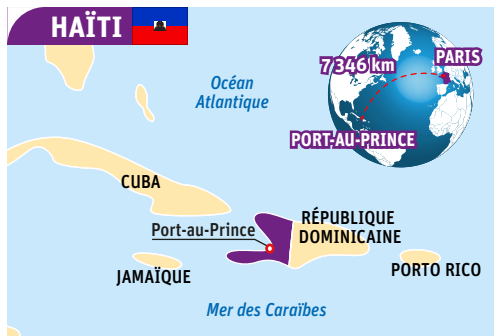 HAÏTI
Océan
Atlantique
7 346 km
PARIS
PORT-AU-PRINCE
CUBA
Port-au-Prince
RÉPUBLIQUE
DOMINICAINE
JAMAÏQUE
PORTO RICO
Mer des Caraïbes